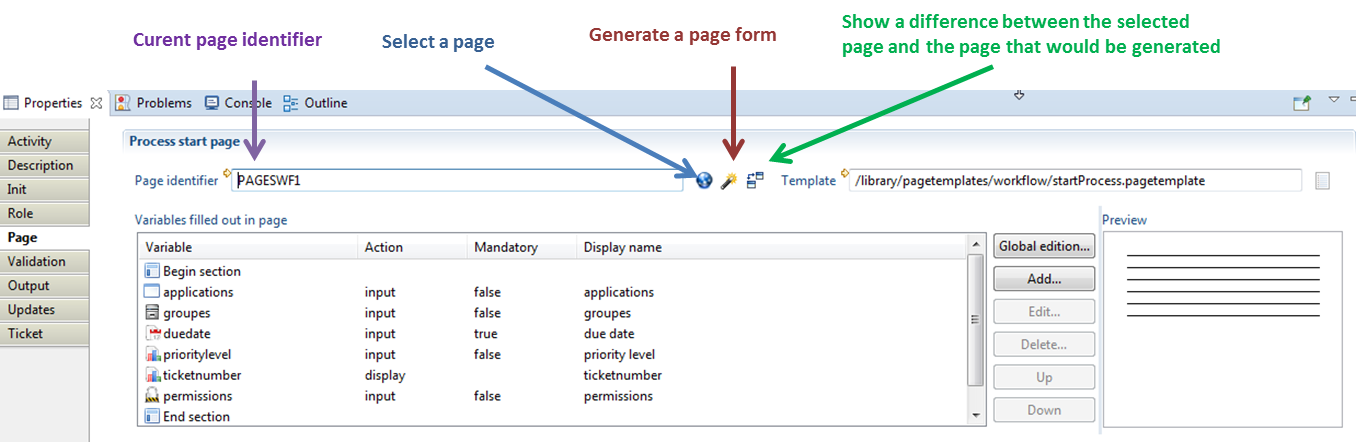 Show a difference between the selected
page and the page that would be generated
Curent page identifier
Select a page
Generate a page form
Properties
Problems
Console
Outline
Activity
Description
Init
Role
Page
Validation
Output
Updates
Ticket
Process start page
Page identifier PAGESWF1 Template /library/pagetemplates/workflow/startProcess.pagetemplate
Variables filled out in page
Variable Action Mandatory Display name
Begin section
applications input false applications
groupes input false groupes
duedate input true due date
prioritylevel input false priority level
ticketnumber display ticketnumber
permissions input false permissions
End section
Global edition...
Add...
Edit...
Delete...
Up
Down
Preview